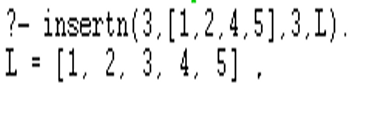 ?- insertn(3,[1,2,4,5],3,L).
L = [1, 2, 3, 4, 5] .